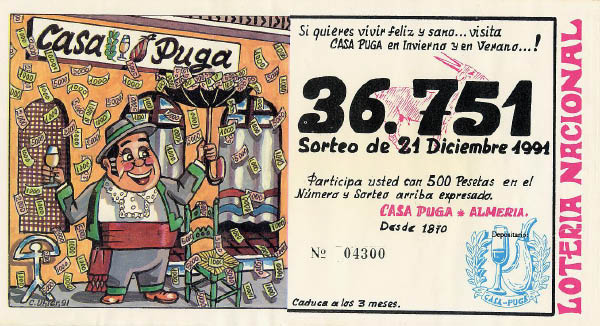 Casa Puga
Si quieres vivir feliz y sano... visita
CASA PUGA en Invierno y en Verano...!
36.751
Sorteo de 21 Diciembre 1991
Participa usted con 500 Pesetas en el
Número y Sorteo arriba expresado.
CASA PUGA * ALMERIA.
Desde 1870
Nº 04300
Depositario:
CASA-PUGA
Caduca a los 3 meses.
LOTERIA NACIONAL
1000
5000